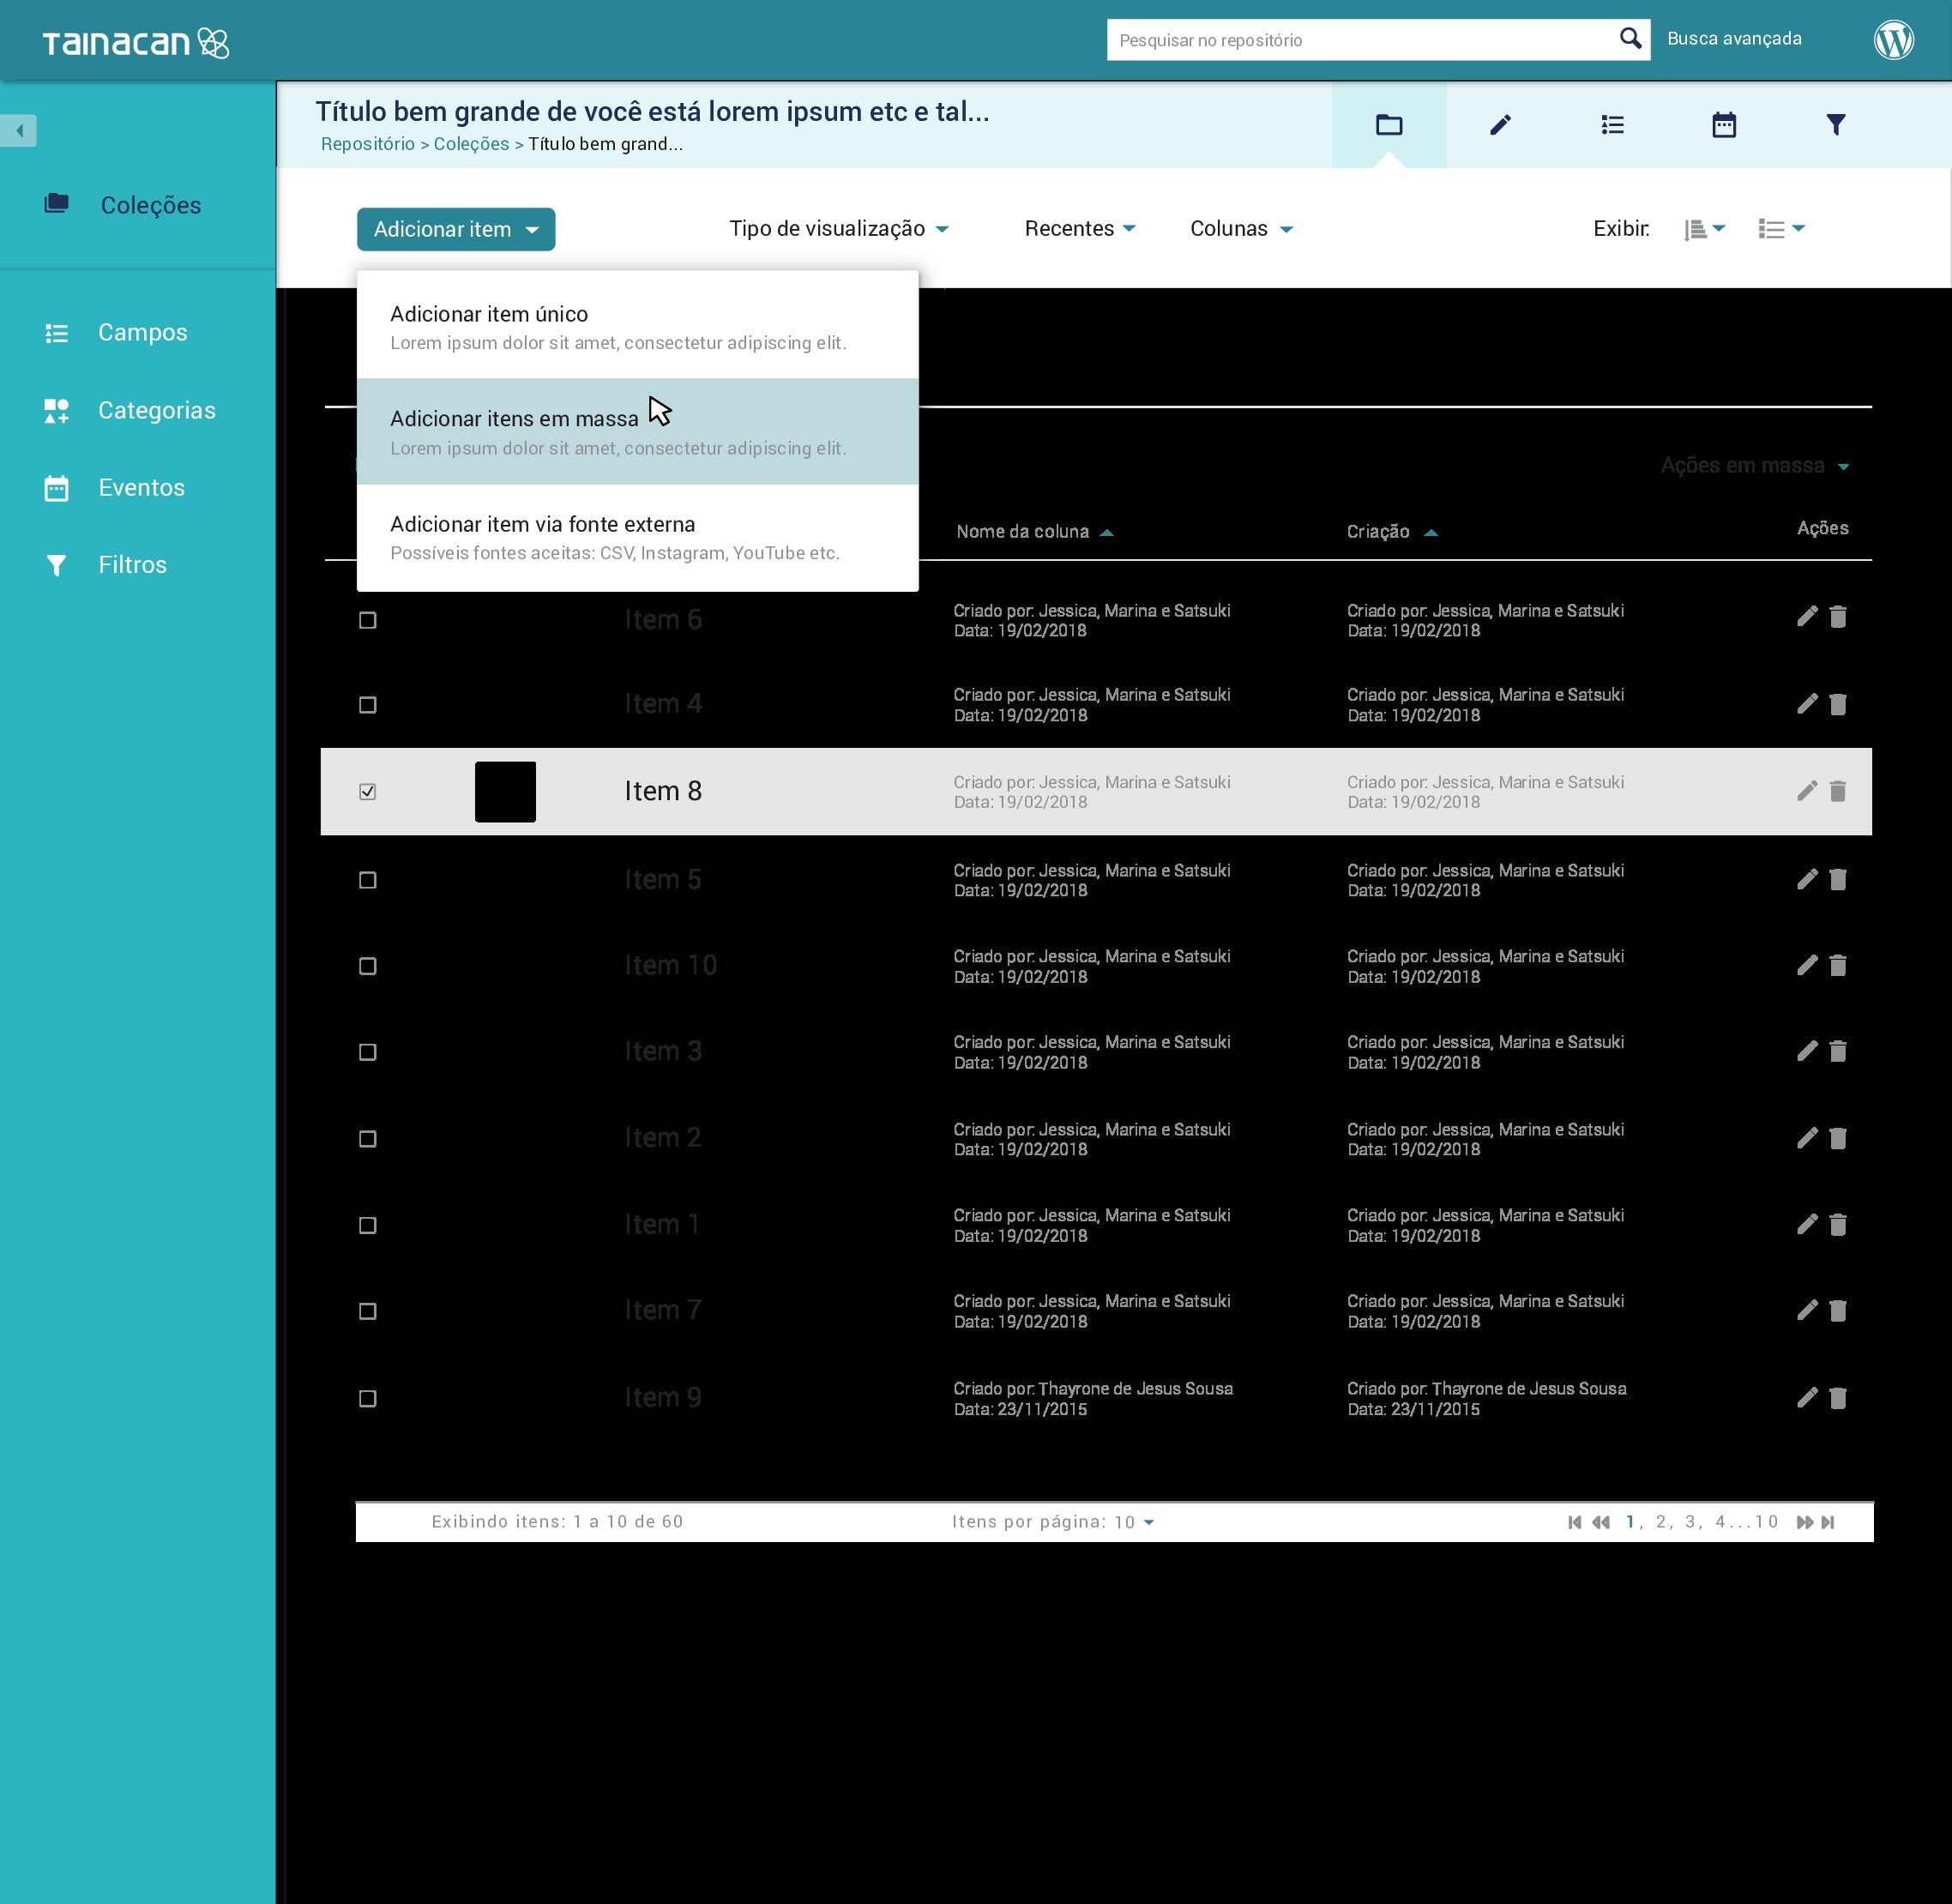 TAINACAN
Pesquisar no repositório
Busca avançada
Título bem grande de você está lorem ipsum etc e tal...
Repositório > Coleções > Título bem grand...
Coleções
Campos
Categorias
Eventos
Filtros
Adicionar item
Tipo de visualização
Recentes
Colunas
Exibir:
Adicionar item único
Lorem ipsum dolor sit amet, consectetur adipiscing elit.
Adicionar itens em massa
Lorem ipsum dolor sit amet, consectetur adipiscing elit.
Adicionar item via fonte externa
Possíveis fontes aceitas: CSV, Instagram, YouTube etc.
Ações em massa
Nome da coluna
Criação
Ações
Item 6
Criado por: Jessica, Marina e Satsuki
Data: 19/02/2018
Criado por: Jessica, Marina e Satsuki
Data: 19/02/2018
Item 4
Criado por: Jessica, Marina e Satsuki
Data: 19/02/2018
Criado por: Jessica, Marina e Satsuki
Data: 19/02/2018
Item 8
Criado por: Jessica, Marina e Satsuki
Data: 19/02/2018
Criado por: Jessica, Marina e Satsuki
Data: 19/02/2018
Item 5
Criado por: Jessica, Marina e Satsuki
Data: 19/02/2018
Criado por: Jessica, Marina e Satsuki
Data: 19/02/2018
Item 10
Criado por: Jessica, Marina e Satsuki
Data: 19/02/2018
Criado por: Jessica, Marina e Satsuki
Data: 19/02/2018
Item 3
Criado por: Jessica, Marina e Satsuki
Data: 19/02/2018
Criado por: Jessica, Marina e Satsuki
Data: 19/02/2018
Item 2
Criado por: Jessica, Marina e Satsuki
Data: 19/02/2018
Criado por: Jessica, Marina e Satsuki
Data: 19/02/2018
Item 1
Criado por: Jessica, Marina e Satsuki
Data: 19/02/2018
Criado por: Jessica, Marina e Satsuki
Data: 19/02/2018
Item 7
Criado por: Jessica, Marina e Satsuki
Data: 19/02/2018
Criado por: Jessica, Marina e Satsuki
Data: 19/02/2018
Item 9
Criado por: Thayrone de Jesus Sousa
Data: 23/11/2015
Criado por: Thayrone de Jesus Sousa
Data: 23/11/2015
Exibindo itens: 1 a 10 de 60
Itens por página: 10
1, 2, 3, 4...10